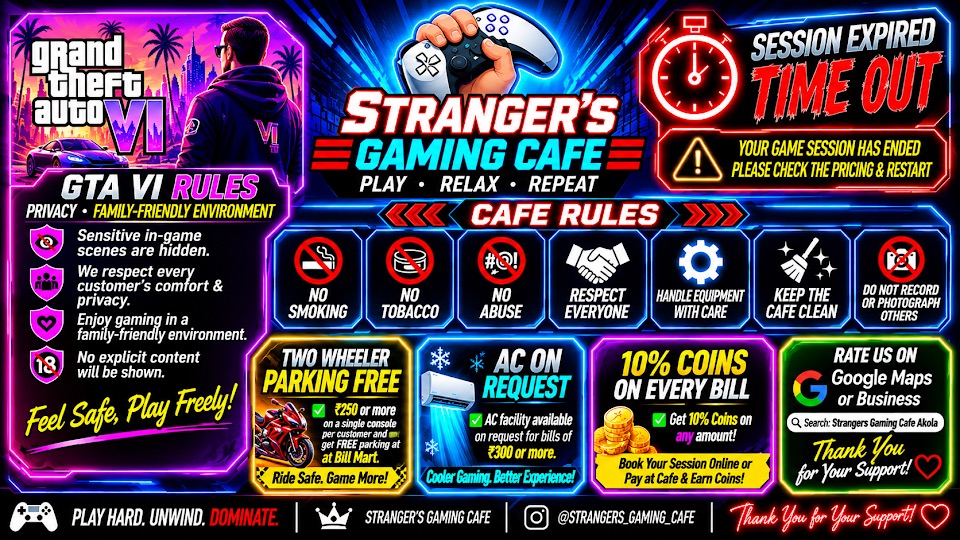 grand
theft
auto VI
VI
GTA VI RULES
PRIVACY • FAMILY-FRIENDLY ENVIRONMENT
Sensitive in-game
scenes are hidden.
We respect every
customer's comfort &
privacy.
Enjoy gaming in a
family-friendly environment.
18
No explicit content
will be shown.
Feel Safe, Play Freely!
STRANGER'S
GAMING CAFE
PLAY • RELAX • REPEAT
SESSION EXPIRED
TIME OUT
YOUR GAME SESSION HAS ENDED
PLEASE CHECK THE PRICING & RESTART
CAFE RULES
NO
SMOKING
NO
TOBACCO
#@!
NO
ABUSE
RESPECT
EVERYONE
HANDLE EQUIPMENT
WITH CARE
KEEP THE
CAFE CLEAN
DO NOT RECORD
OR PHOTOGRAPH
OTHERS
TWO WHEELER
PARKING FREE
₹250 or more
on a single console
per customer and
get FREE parking at
at Bill Mart.
Ride Safe. Game More!
AC ON
REQUEST
AC facility available
on request for bills of
₹300 or more.
Cooler Gaming. Better Experience!
10% COINS
ON EVERY BILL
Get 10% Coins on
any amount!
Book Your Session Online or
Pay at Cafe & Earn Coins!
RATE US ON
G Google Maps
or Business
Search: Strangers Gaming Cafe Akola
Thank You
for Your Support!
PLAY HARD. UNWIND. DOMINATE.
STRANGER'S GAMING CAFE
@STRANGERS_GAMING_CAFE
Thank You for Your Support!